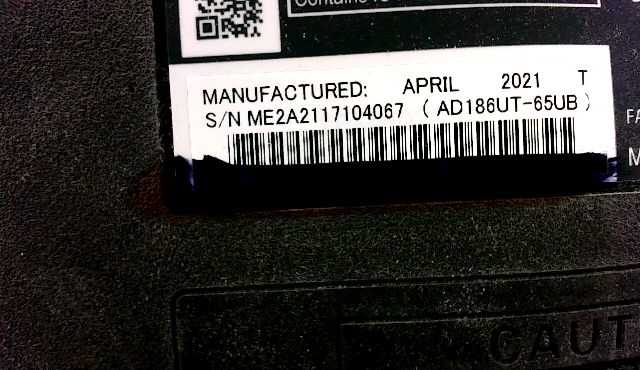 MANUFACTURED: APRIL 2021 T
S/N ME2A2117104067 ( AD186UT-65UB )
CAUT